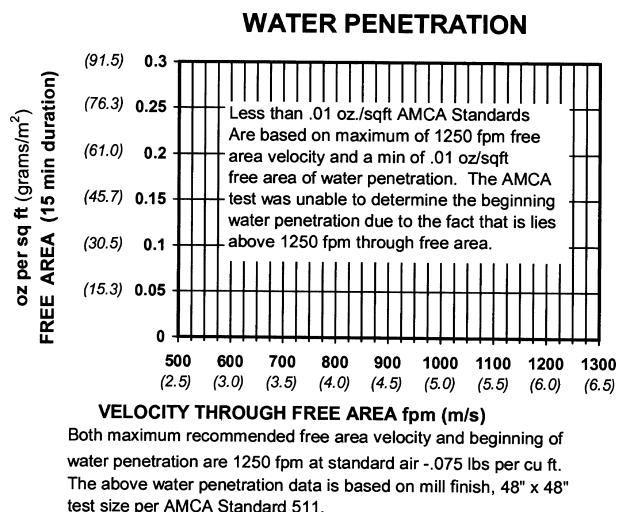 WATER PENETRATION
oz per sq ft (grams/m²)
FREE AREA (15 min duration)
(91.5) 0.3
(76.3) 0.25
(61.0) 0.2
(45.7) 0.15
(30.5) 0.1
(15.3) 0.05
0
Less than .01 oz./sqft AMCA Standards
Are based on maximum of 1250 fpm free
area velocity and a min of .01 oz/sqft
free area of water penetration. The AMCA
test was unable to determine the beginning
water penetration due to the fact that is lies
above 1250 fpm through free area.
500 600 700 800 900 1000 1100 1200 1300
(2.5) (3.0) (3.5) (4.0) (4.5) (5.0) (5.5) (6.0) (6.5)
VELOCITY THROUGH FREE AREA fpm (m/s)
Both maximum recommended free area velocity and beginning of
water penetration are 1250 fpm at standard air -.075 lbs per cu ft.
The above water penetration data is based on mill finish, 48" x 48"
test size per AMCA Standard 511.